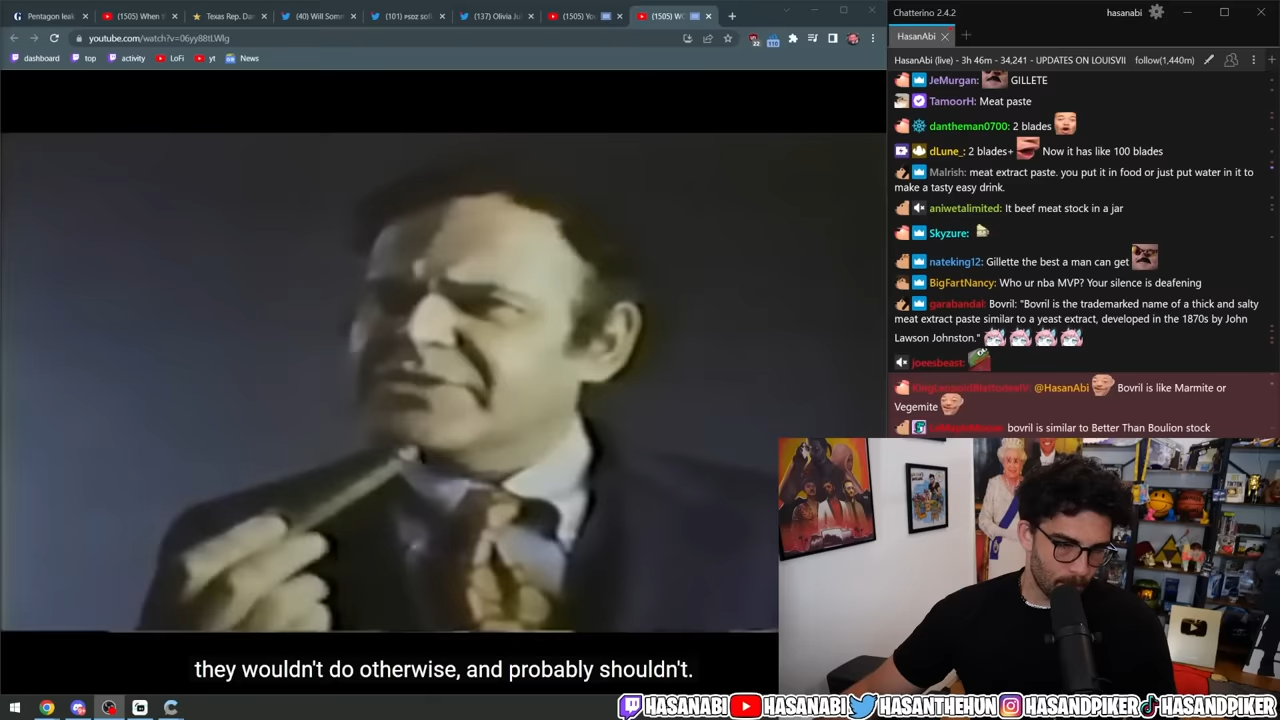 Pentagon leak
(1505) When t
Texas Rep. Da
(40) Will Somm
(101) psoz sofi
(137) Olivia Ju
(1505) You
(1505) WC
Chatterino 2.4.2
hasanabi
youtube.com/watch?v=06yy88tLWlg
22
110
HasanAbi
dashboard
top
activity
LoFi
yt
News
HasanAbi (live) - 3h 46m - 34,241 - UPDATES ON LOUISVII
follow(1,440m)
JeMurgan: GILLETE
TamoorH: Meat paste
dantheman0700: 2 blades
dLune_: 2 blades+ Now it has like 100 blades
Malrish: meat extract paste. you put it in food or just put water in it to
make a tasty easy drink.
aniwetalimited: It beef meat stock in a jar
Skyzure:
nateking12: Gillette the best a man can get
BigFartNancy: Who ur nba MVP? Your silence is deafening
garabandal: Bovril: "Bovril is the trademarked name of a thick and salty
meat extract paste similar to a yeast extract, developed in the 1870s by John
Lawson Johnston."
joeesbeast:
@HasanAbi Bovril is like Marmite or
Vegemite
bovril is similar to Better Than Boulion stock
they wouldn't do otherwise, and probably shouldn't.
HASANABI
HASANABI
HASANTHEHUN
HASANDPIKER
HASANDPIKER